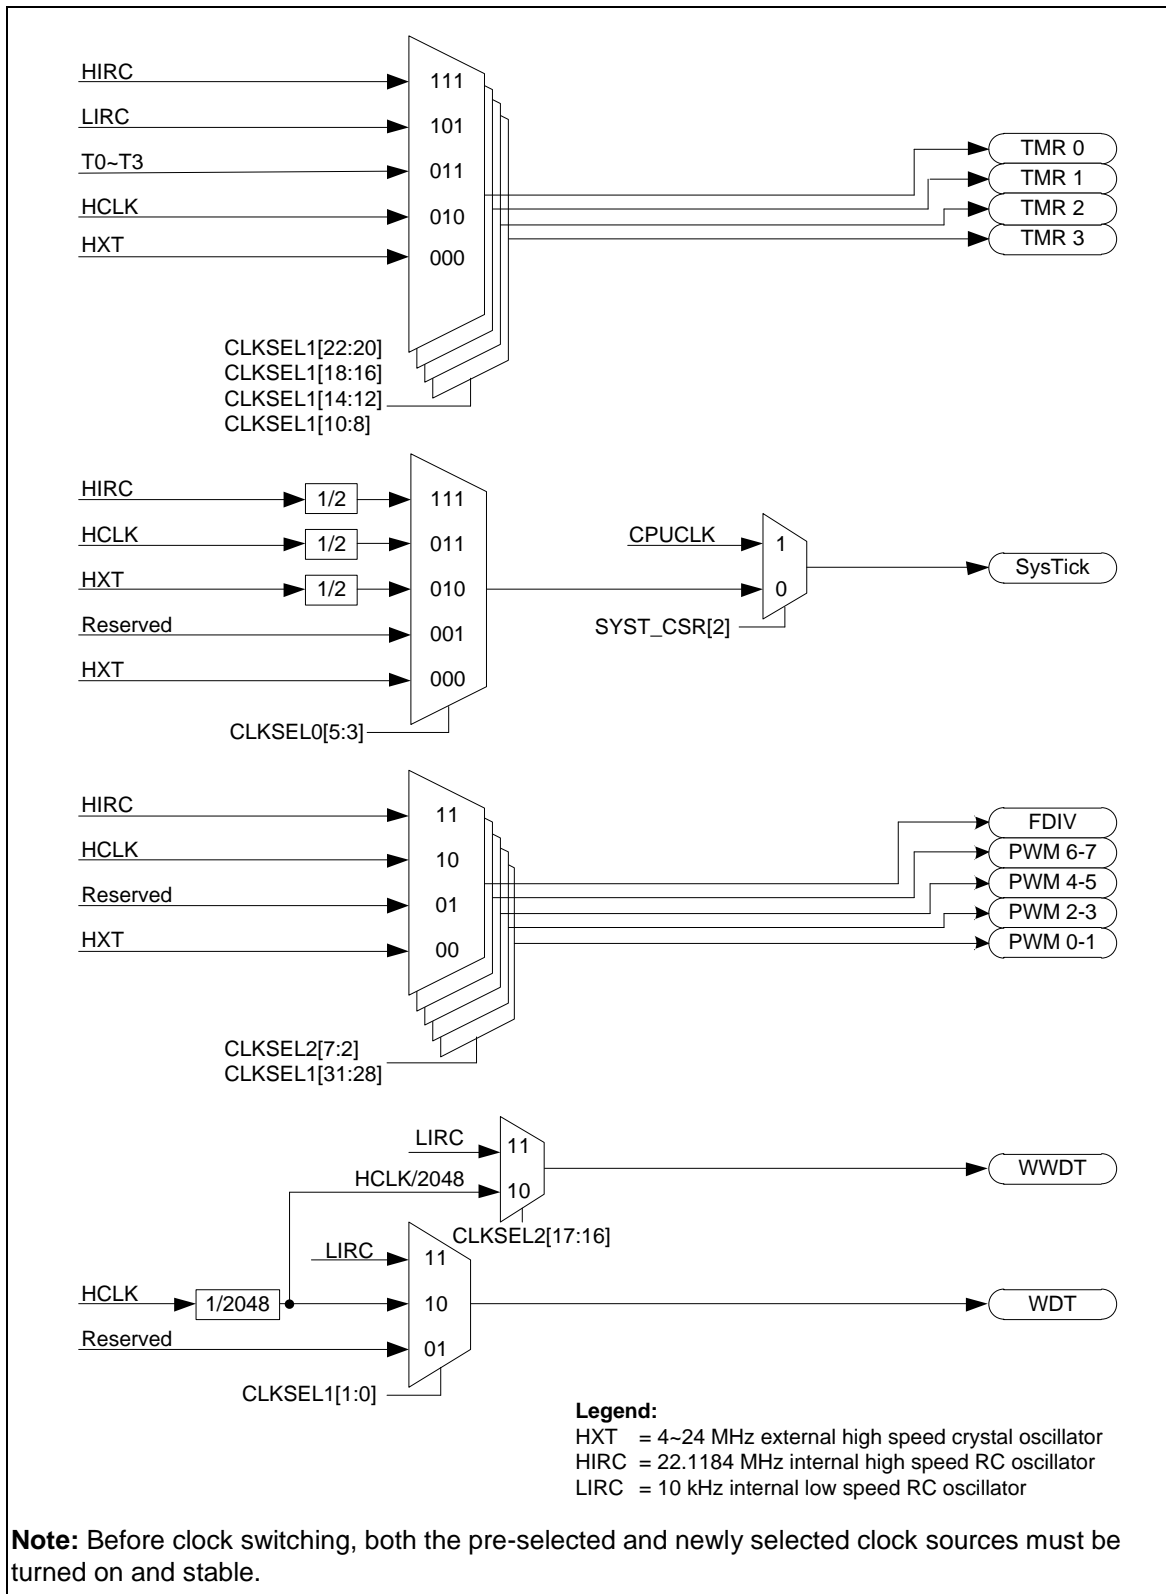 HIRC
111
LIRC
101
T0~T3
011
HCLK
010
HXT
000
TMR 0
TMR 1
TMR 2
TMR 3
CLKSEL1[22:20]
CLKSEL1[18:16]
CLKSEL1[14:12]
CLKSEL1[10:8]
HIRC
1/2
111
HCLK
1/2
011
HXT
1/2
010
Reserved
001
HXT
000
CLKSEL0[5:3]
CPUCLK
1
0
SYST_CSR[2]
SysTick
HIRC
11
HCLK
10
Reserved
01
HXT
00
FDIV
PWM 6-7
PWM 4-5
PWM 2-3
PWM 0-1
CLKSEL2[7:2]
CLKSEL1[31:28]
LIRC
11
HCLK/2048
10
WWDT
CLKSEL2[17:16]
LIRC
11
HCLK
1/2048
10
WDT
Reserved
01
CLKSEL1[1:0]
Legend:
HXT = 4~24 MHz external high speed crystal oscillator
HIRC = 22.1184 MHz internal high speed RC oscillator
LIRC = 10 kHz internal low speed RC oscillator
Note: Before clock switching, both the pre-selected and newly selected clock sources must be
turned on and stable.